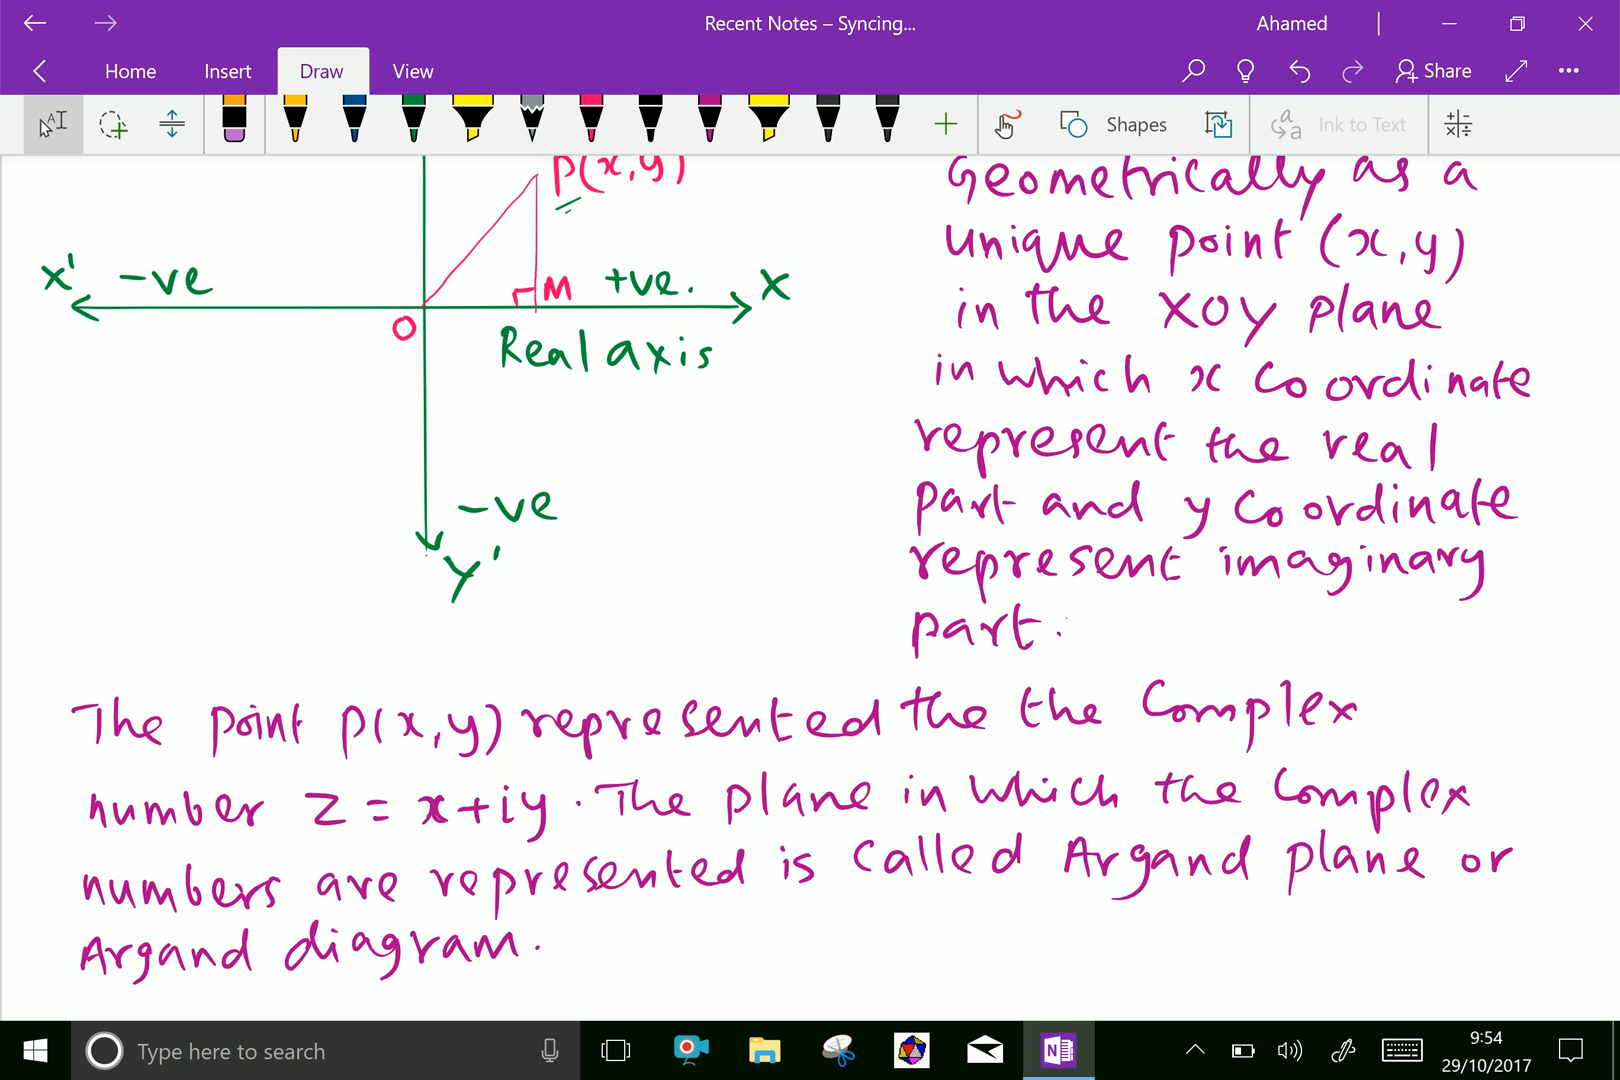 Recent Notes – Syncing...
Ahamed
Home Insert Draw View
Share
Shapes
Ink to Text
P(x,y)
X' -ve
M +ve. X
O
Real axis
-ve
Y'
Geometrically as a
unique point (x,y)
in the XOY plane
in which x coordinate
represent the real
part and y coordinate
represent imaginary
part.
The point P(x,y) represented the the complex
number z = x+iy. The plane in which the complex
numbers are represented is called Argand plane or
Argand diagram.
Type here to search
9:54
29/10/2017